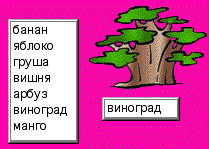 банан
яблоко
груша
вишня
арбуз
виноград
манго
виноград